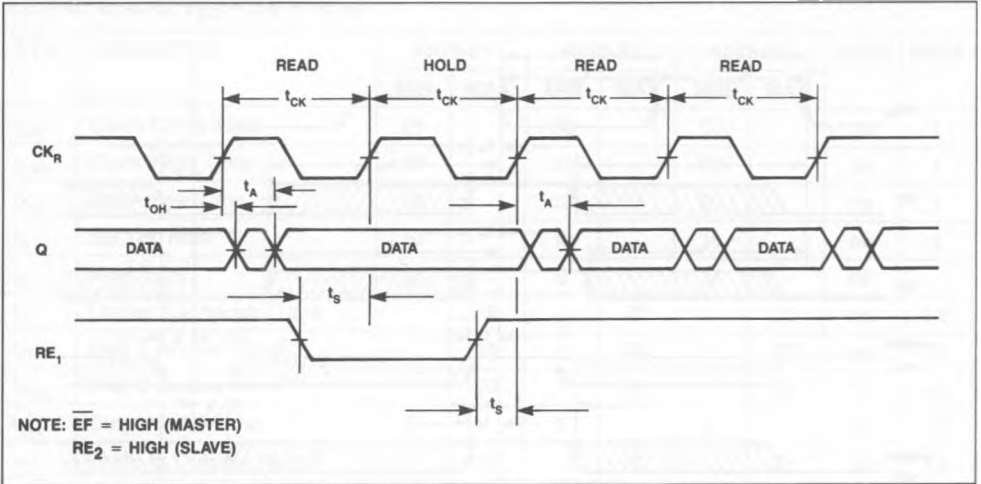 READ HOLD READ READ
tCK tCK tCK tCK
CKR
tA
tOH tA
Q DATA DATA DATA DATA
tS
RE1
tS
NOTE: EF = HIGH (MASTER)
RE2 = HIGH (SLAVE)